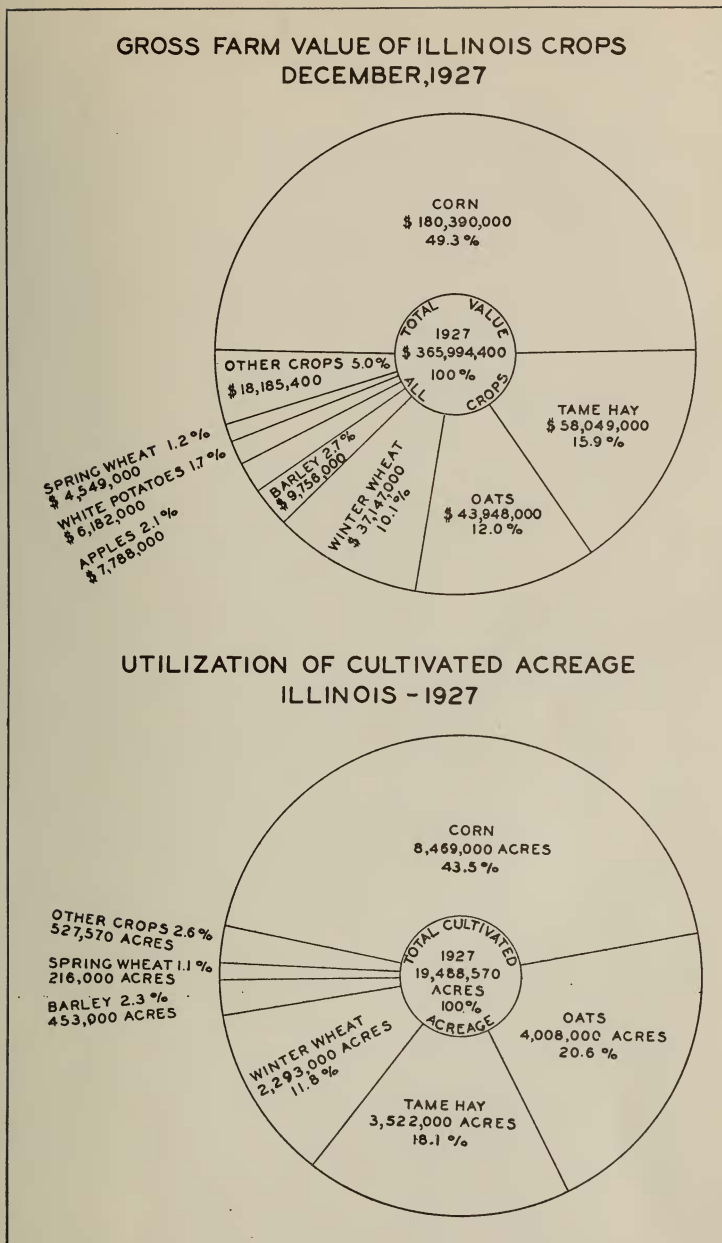 GROSS FARM VALUE OF ILLINOIS CROPS
DECEMBER, 1927
CORN
$ 180,390,000
49.3 %
TOTAL VALUE
1927
$ 365,994,400
100 %
ALL CROPS
OTHER CROPS 5.0%
$ 18,185,400
TAME HAY
$ 58,049,000
15.9 %
SPRING WHEAT 1.2 %
$ 4,549,000
WHITE POTATOES 1.7 %
$ 6,182,000
APPLES 2.1 %
$ 7,788,000
BARLEY 2.7%
$ 9,756,000
WINTER WHEAT
$ 37,147,000
10.1 %
OATS
$ 43,948,000
12.0 %
UTILIZATION OF CULTIVATED ACREAGE
ILLINOIS - 1927
CORN
8,469,000 ACRES
43.5 %
OTHER CROPS 2.6 %
527,570 ACRES
SPRING WHEAT 1.1 %
216,000 ACRES
BARLEY 2.3 %
453,000 ACRES
TOTAL CULTIVATED
1927
19,488,570
ACRES
100%
ACREAGE
OATS
4,008,000 ACRES
20.6 %
WINTER WHEAT
2,293,000 ACRES
11.8 %
TAME HAY
3,522,000 ACRES
18.1 %